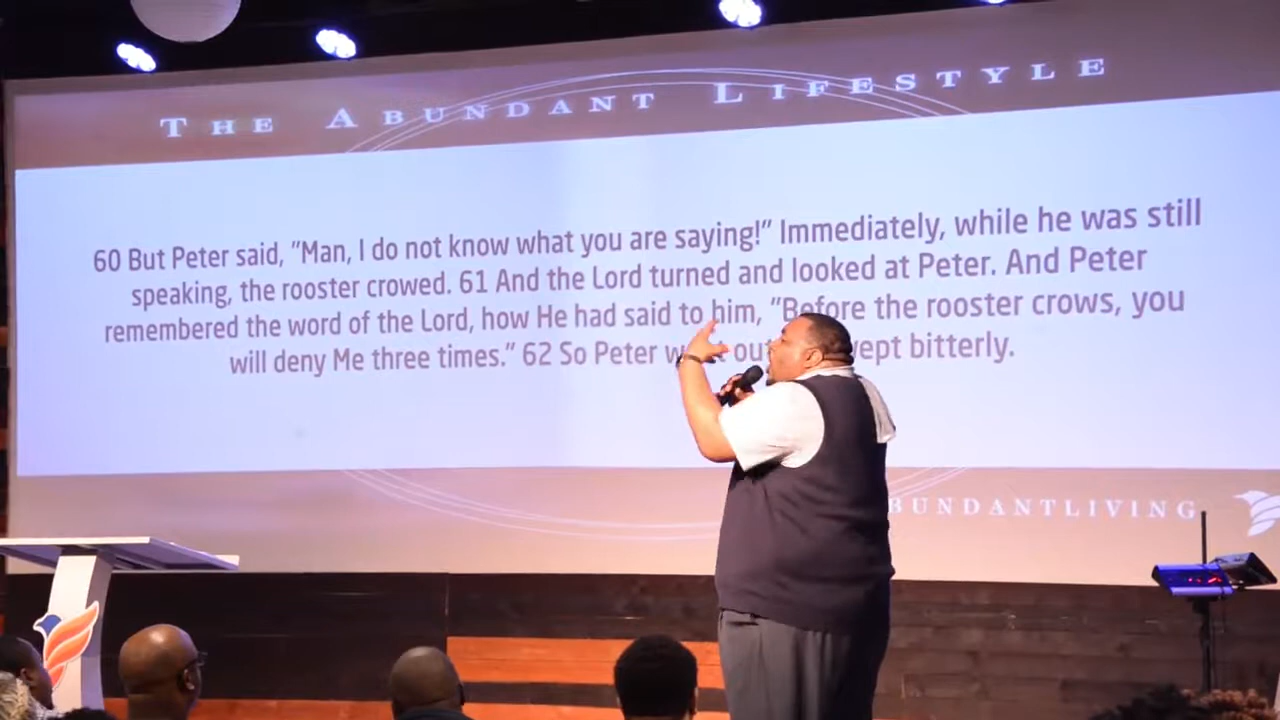 THE ABUNDANT LIFESTYLE
60 But Peter said, "Man, I do not know what you are saying!" Immediately, while he was still
speaking, the rooster crowed. 61 And the Lord turned and looked at Peter. And Peter
remembered the word of the Lord, how He had said to him, "Before the rooster crows, you
will deny Me three times." 62 So Peter wept bitterly.
BUNDANTLIVING